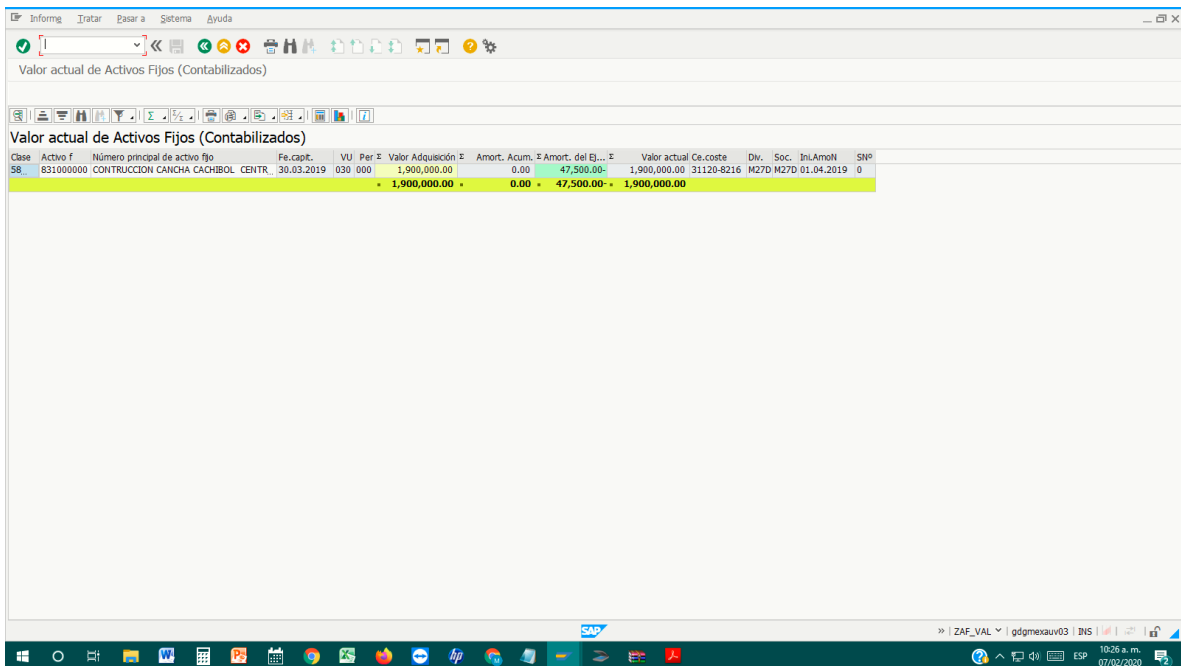 Informe Tratar Pasar a Sistema Ayuda
Valor actual de Activos Fijos (Contabilizados)
Valor actual de Activos Fijos (Contabilizados)
Clase Activo f Número principal de activo fijo Fe.capit. VU Per Σ Valor Adquisición Σ Amort. Acum. Σ Amort. del Ej... Σ Valor actual Ce.coste Div. Soc. Ini.AmoN SNº
58... 831000000 CONTRUCCION CANCHA CACHIBOL CENTR... 30.03.2019 030 000 1,900,000.00 0.00 47,500.00- 1,900,000.00 31120-8216 M27D M27D 01.04.2019 0
1,900,000.00 0.00 47,500.00- 1,900,000.00
SAP
ZAF_VAL gdgmexauv03 INS
ESP 10:26 a. m.
07/02/2020